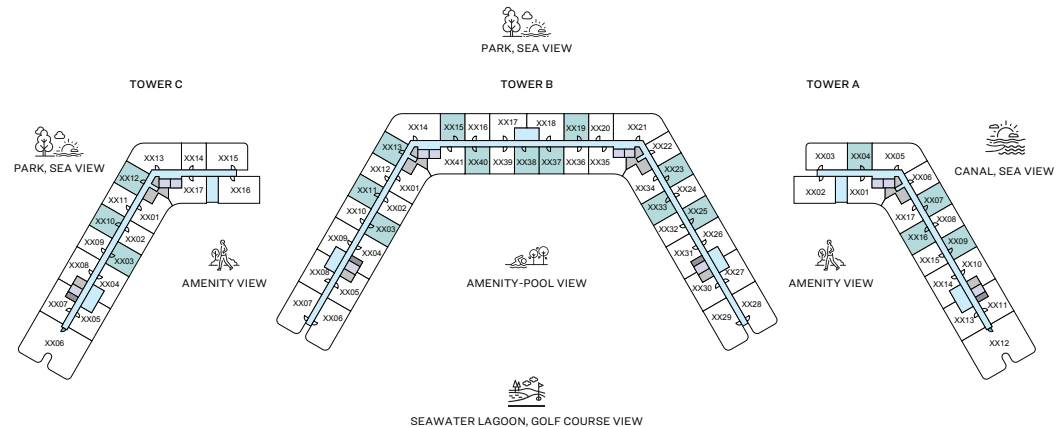 PARK, SEA VIEW
TOWER C
TOWER B
TOWER A
PARK, SEA VIEW
CANAL, SEA VIEW
XX13
XX14
XX15
XX12
XX17
XX16
XX11
XX01
XX10
XX02
XX09
XX03
XX08
XX04
XX07
XX05
XX06
AMENITY VIEW
XX14
XX15
XX16
XX17
XX18
XX19
XX20
XX21
XX13
XX41
XX40
XX39
XX38
XX37
XX36
XX35
XX22
XX12
XX01
XX34
XX23
XX11
XX02
XX33
XX24
XX10
XX03
XX32
XX25
XX09
XX04
XX31
XX26
XX08
XX05
XX30
XX27
XX07
XX06
XX29
XX28
AMENITY-POOL VIEW
XX03
XX04
XX05
XX02
XX01
XX06
XX17
XX07
XX16
XX08
XX15
XX09
XX14
XX10
XX13
XX11
XX12
AMENITY VIEW
SEAWATER LAGOON, GOLF COURSE VIEW